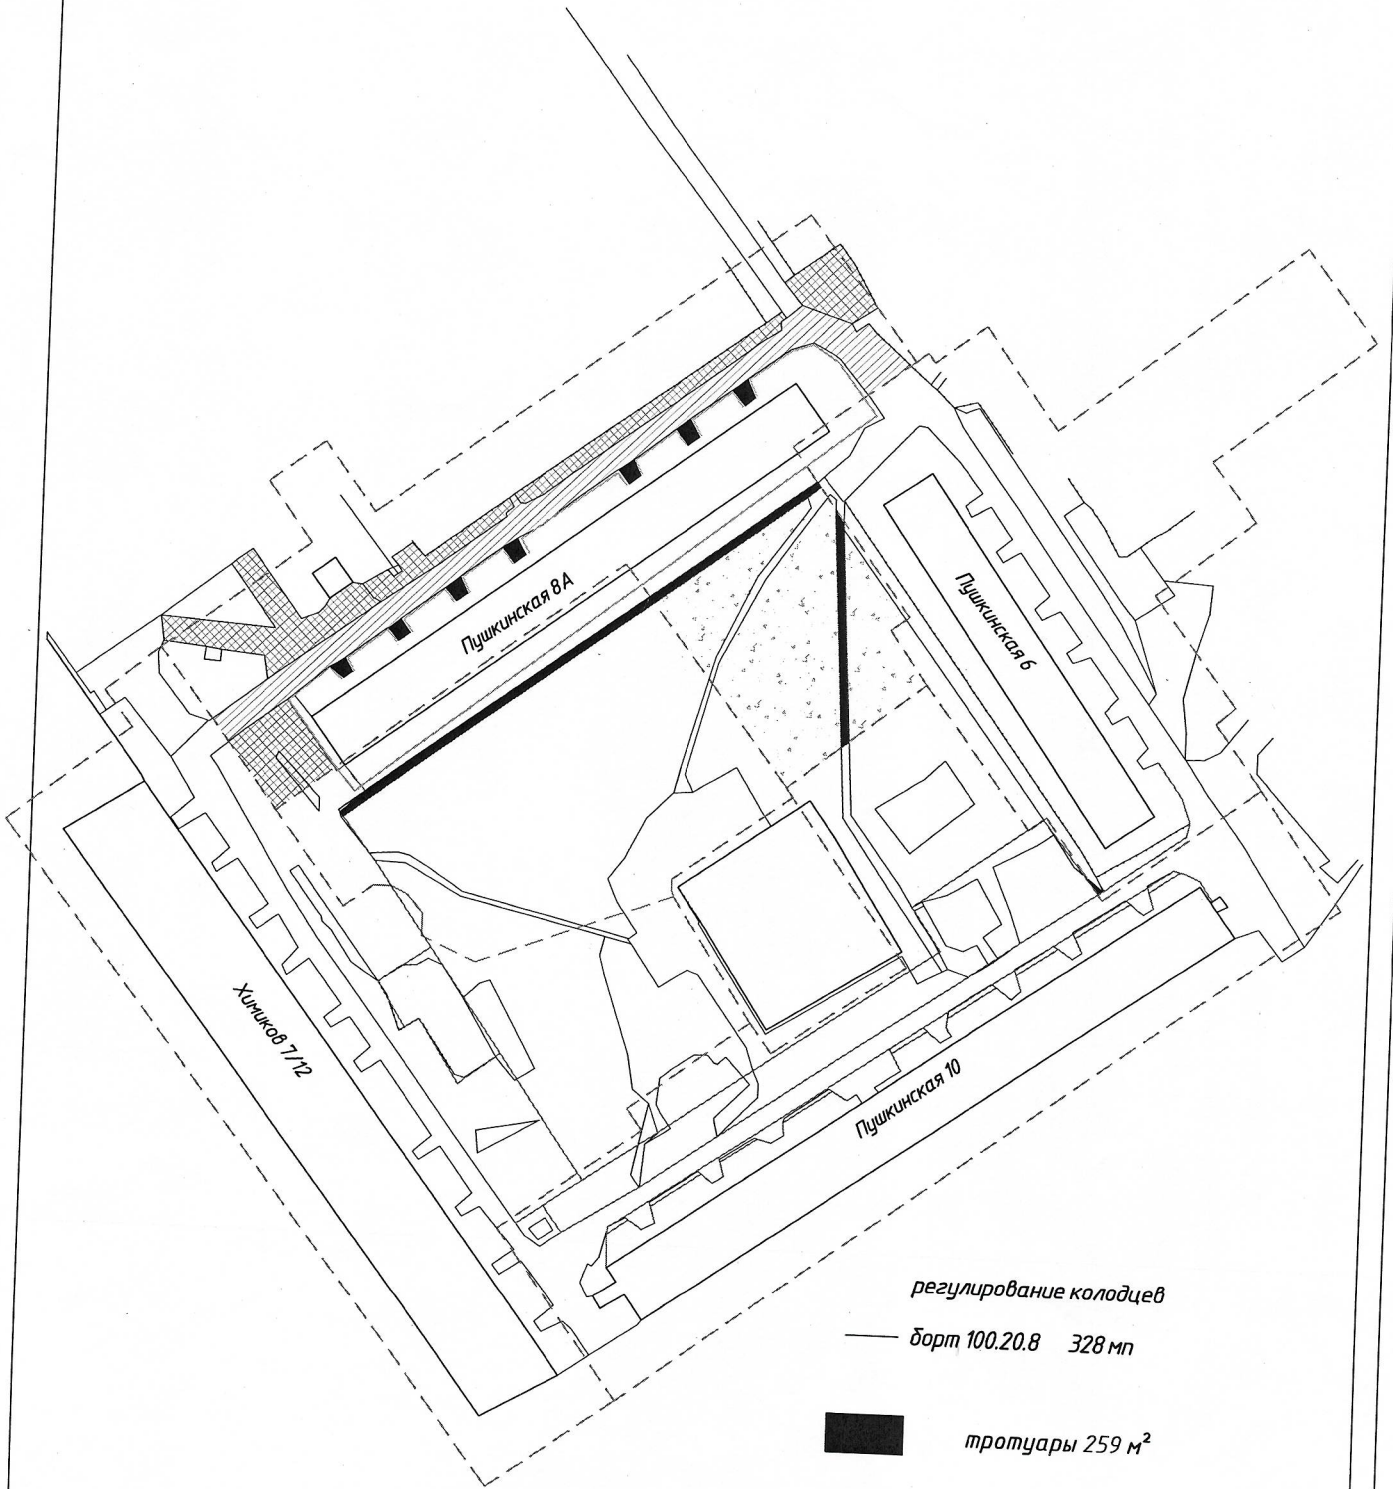 Пушкинская 8А
Пушкинская 6
Химиков 7/12
Пушкинская 10
регулирование колодцев
борт 100.20.8 328 мп
тротуары 259 м²